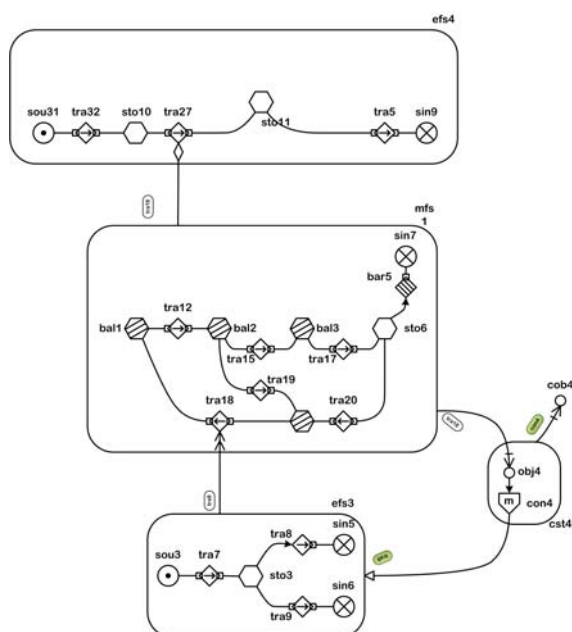 efs4
sou31
tra32
sto10
tra27
sto11
tra5
sin9
mfs
1
sin7
bar5
tra12
bal1
bal2
bal3
sto6
tra15
tra17
tra19
tra18
tra20
cob4
obj4
m
con4
cst4
efs3
tra8
sin5
sou3
tra7
sto3
sin6
tra9